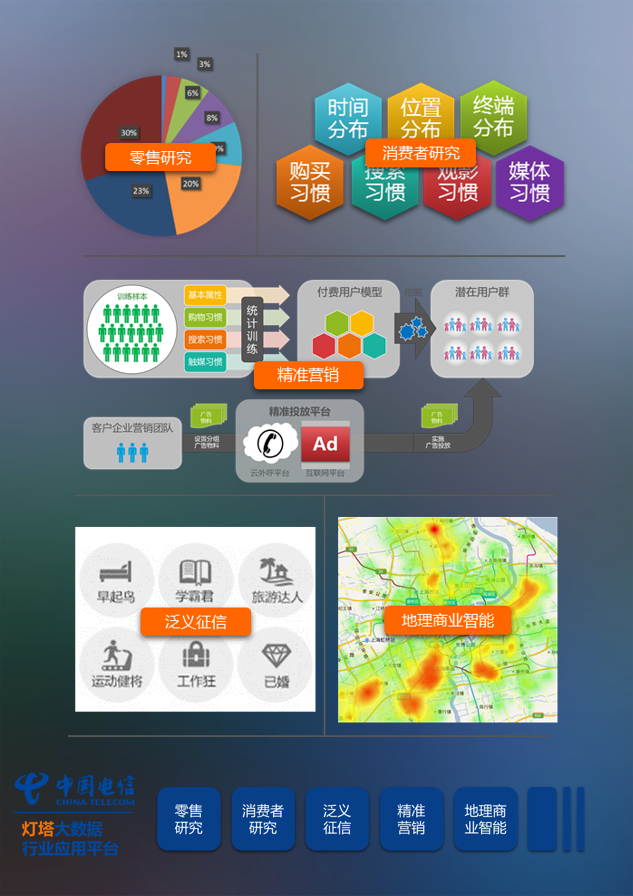 1%
3%
6%
8%
30%
20%
23%
零售研究
时间
分布
位置
分布
终端
分布
消费者研究
购买
习惯
搜索
习惯
观影
习惯
媒体
习惯
训练样本
基本属性
购物习惯
搜索习惯
触媒习惯
统计训练
付费用户模型
挖掘
潜在用户群
精准营销
客户企业营销团队
广告
物料
设置分组
广告物料
精准投放平台
Ad
云外呼平台
互联网平台
广告
物料
实施
广告投放
早起鸟
学霸君
旅游达人
泛义征信
运动健将
工作狂
已婚
地理商业智能
上海虹桥站
中国电信
CHINA TELECOM
灯塔大数据
行业应用平台
零售
研究
消费者
研究
泛义
征信
精准
营销
地理商
业智能